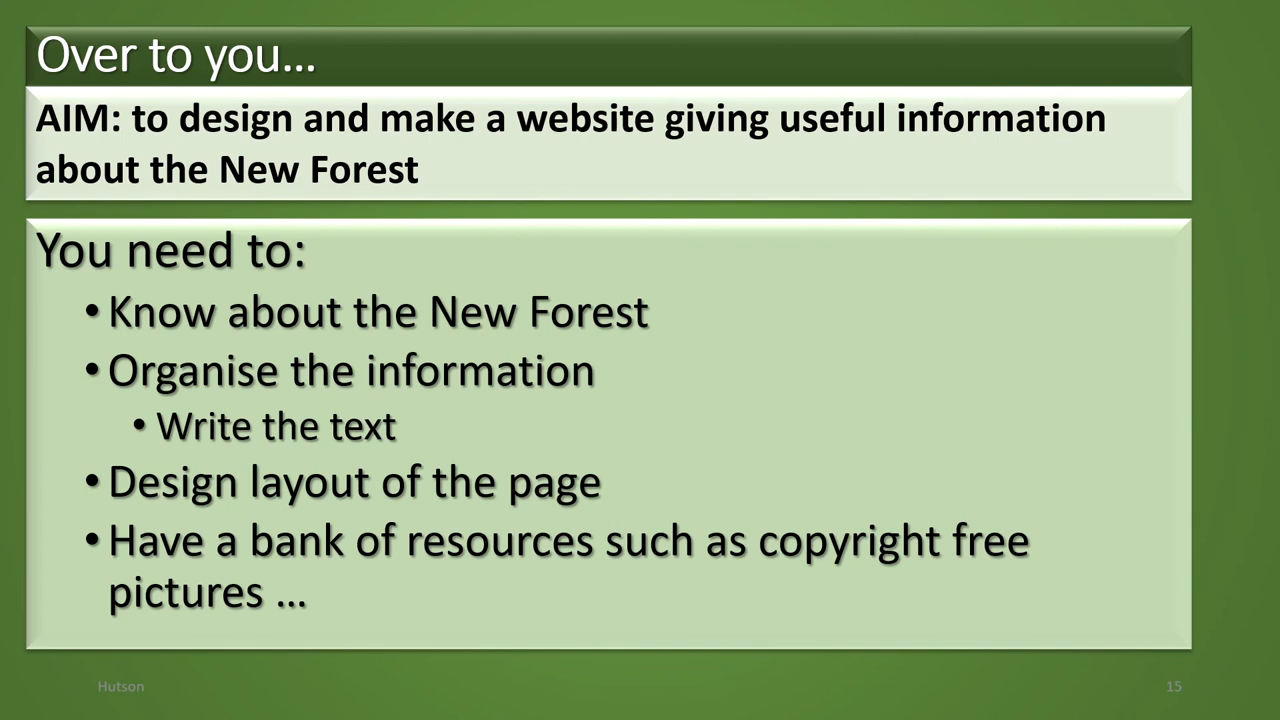 Over to you…
AIM: to design and make a website giving useful information
about the New Forest
You need to:
• Know about the New Forest
• Organise the information
• Write the text
• Design layout of the page
• Have a bank of resources such as copyright free
pictures …
Hutson
15